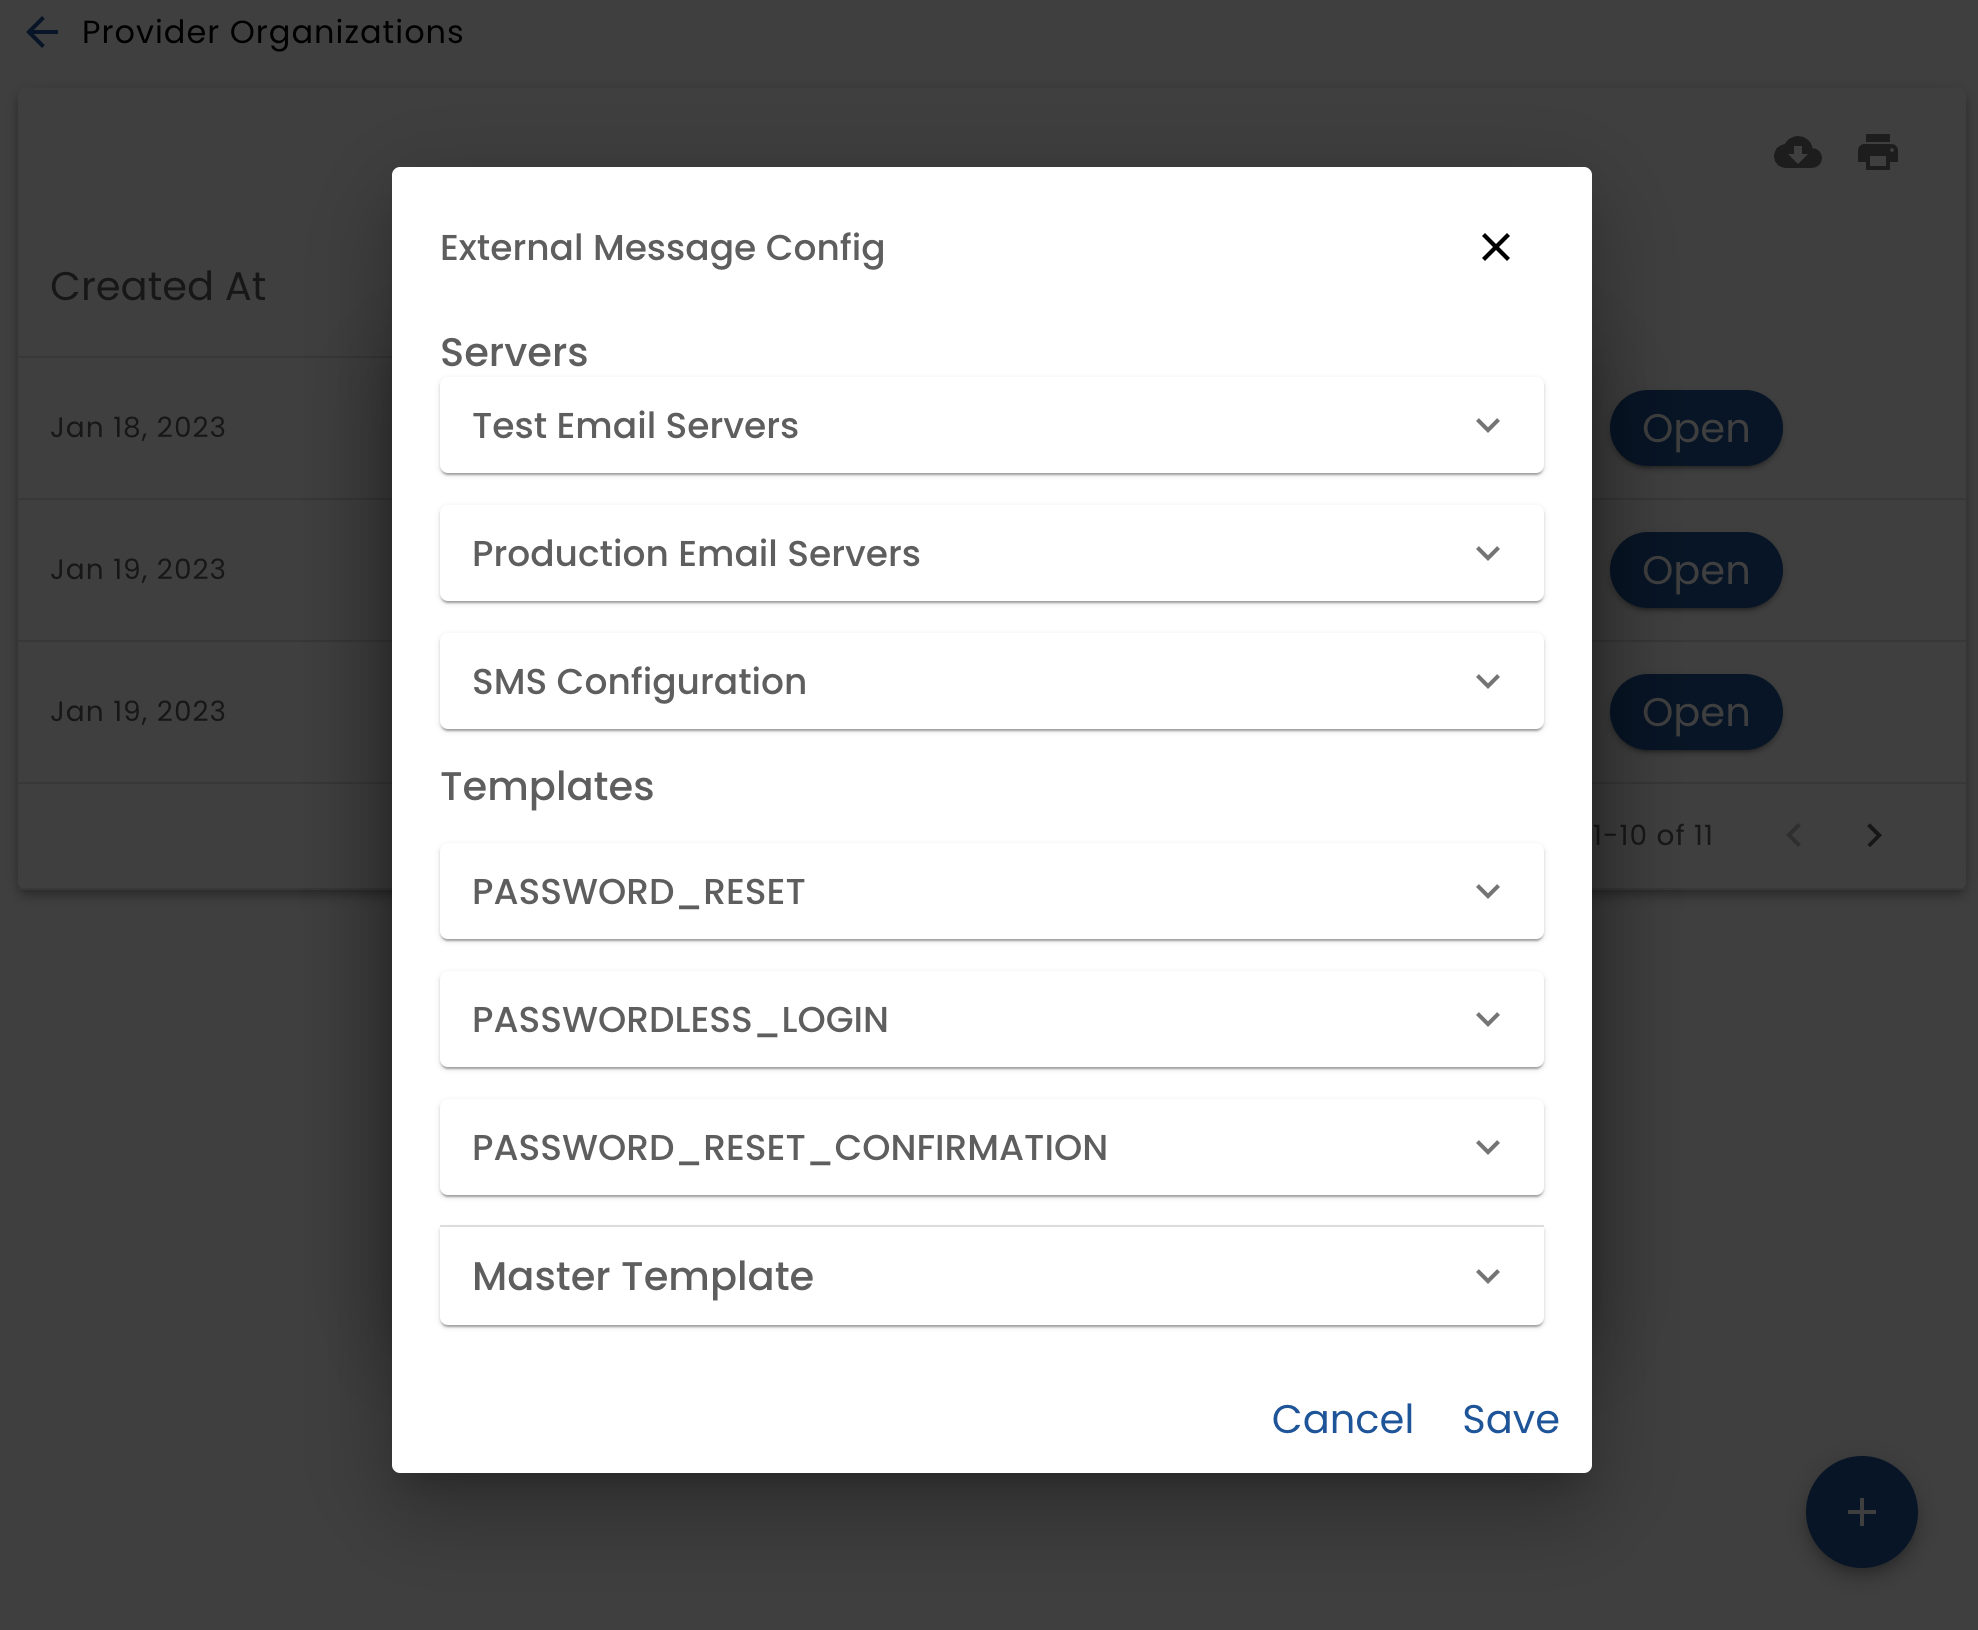 Provider Organizations
External Message Config
Created At
Servers
Test Email Servers
Jan 18, 2023
Open
Production Email Servers
Jan 19, 2023
Open
SMS Configuration
Jan 19, 2023
Open
Templates
1-10 of 11
PASSWORD_RESET
PASSWORDLESS_LOGIN
PASSWORD_RESET_CONFIRMATION
Master Template
Cancel
Save